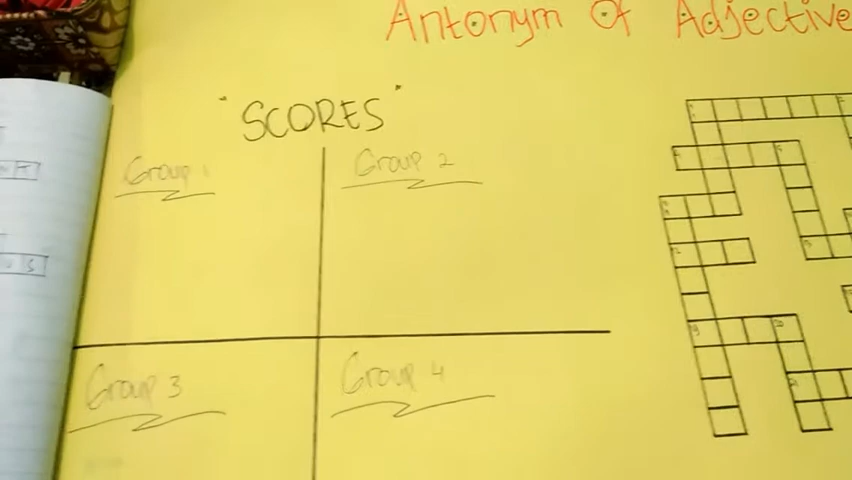 Antonym Of Adjective
"SCORES"
Group 1
Group 2
Group 3
Group 4